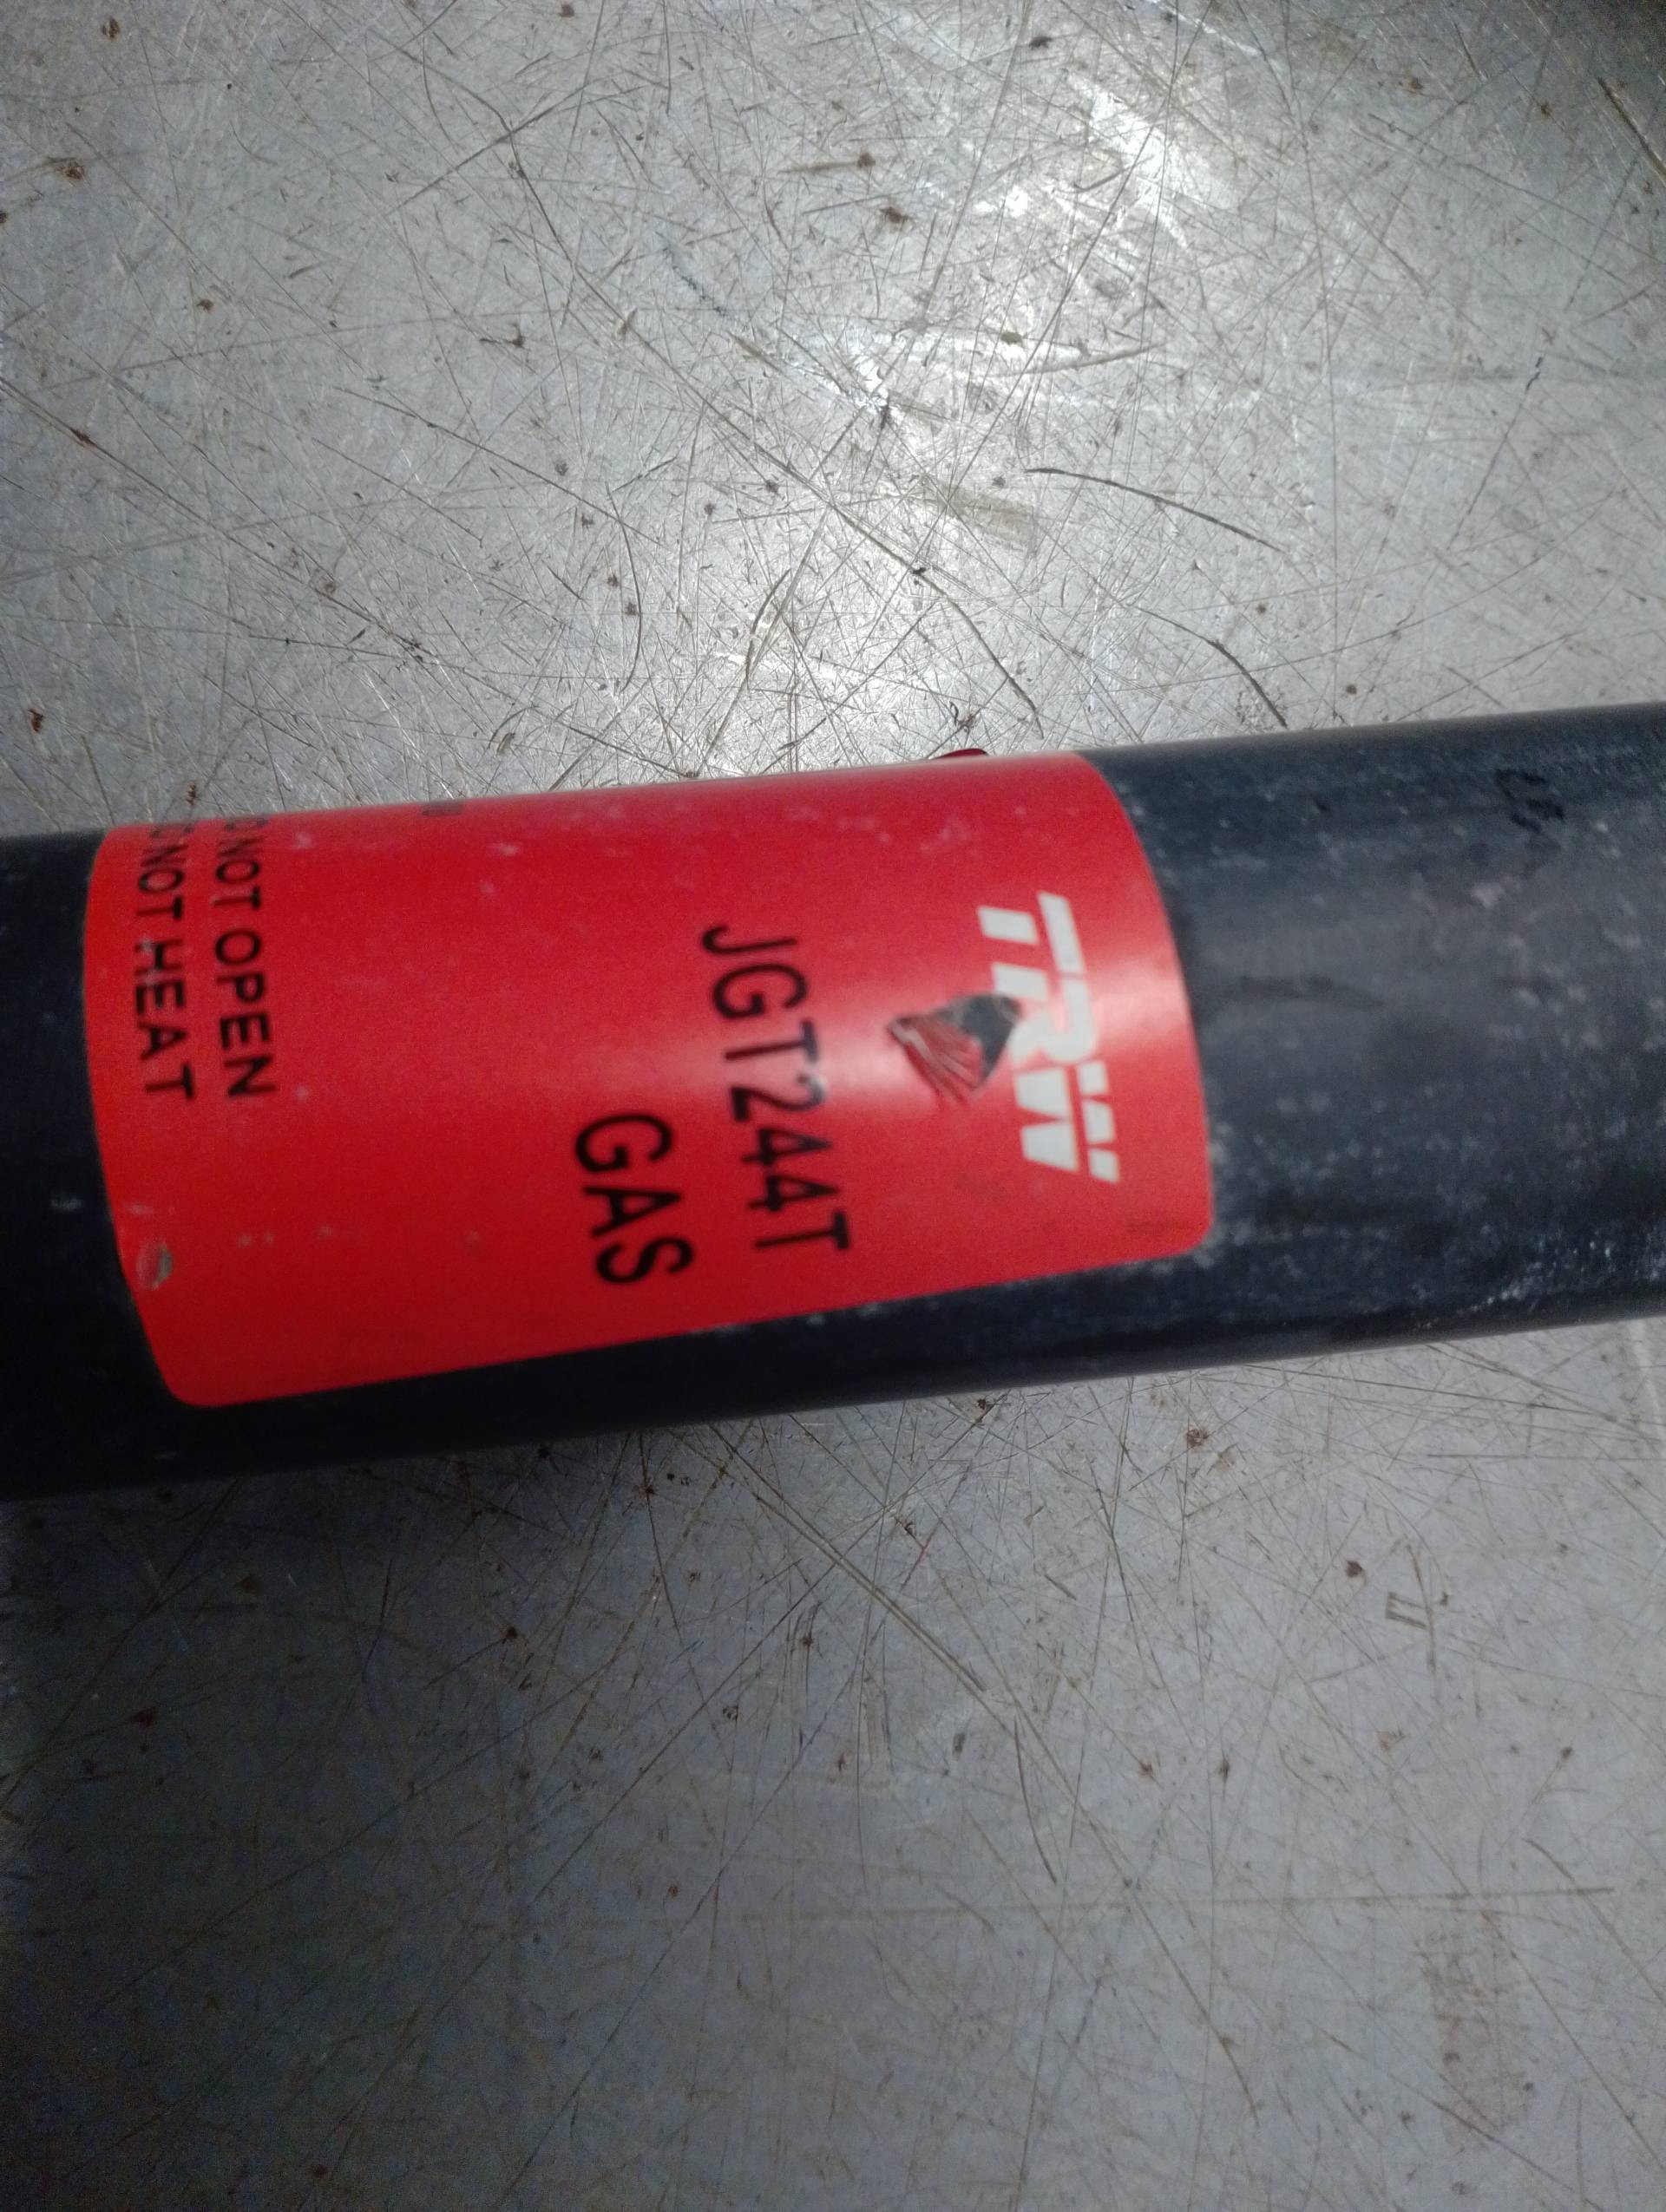 TRW
JGT244T
GAS
NOT OPEN
NOT HEAT